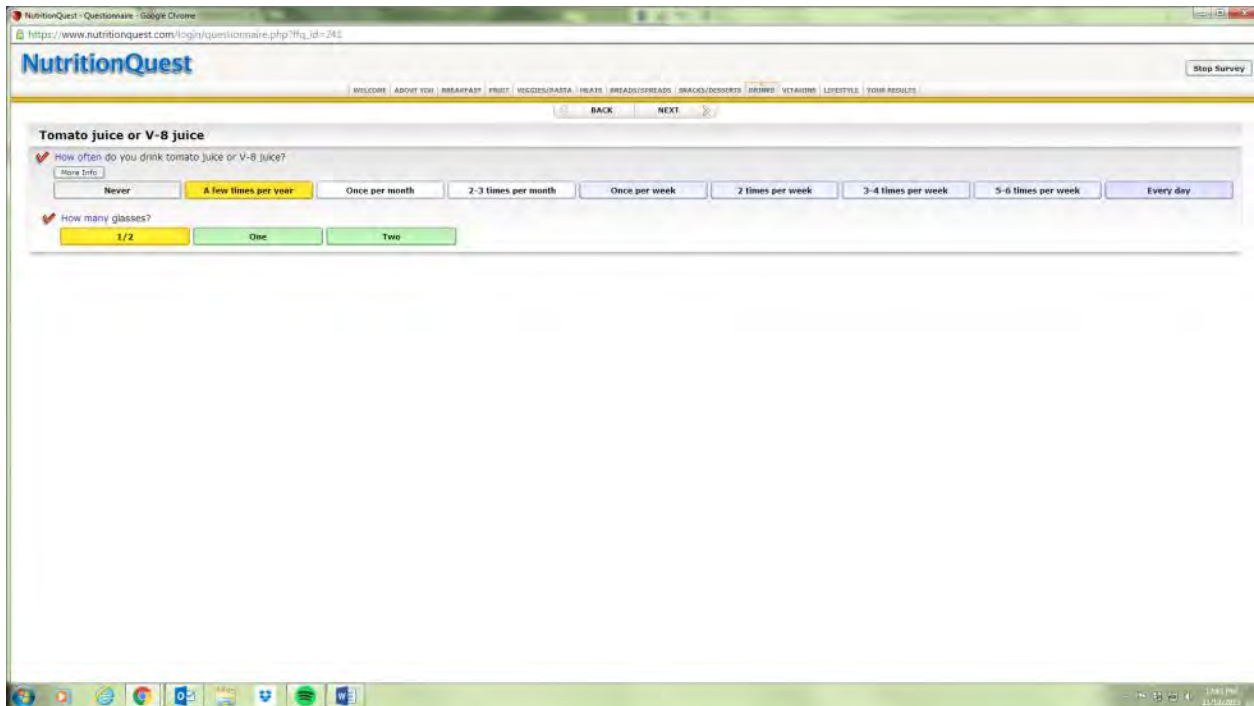 NutritionQuest - Questionnaire - Google Chrome
https://www.nutritionquest.com/login/questionnaire.php?ffq_id=241
NutritionQuest
Stop Survey
WELCOME ABOUT YOU BREAKFAST FRUIT VEGGIES/PASTA MEATS BREADS/SPREADS SNACKS/DESSERTS DRINKS VITAMINS LIFESTYLE YOUR RESULTS
BACK NEXT
Tomato juice or V-8 juice
How often do you drink tomato juice or V-8 juice?
More Info
Never A few times per year Once per month 2-3 times per month Once per week 2 times per week 3-4 times per week 5-6 times per week Every day
How many glasses?
1/2 One Two